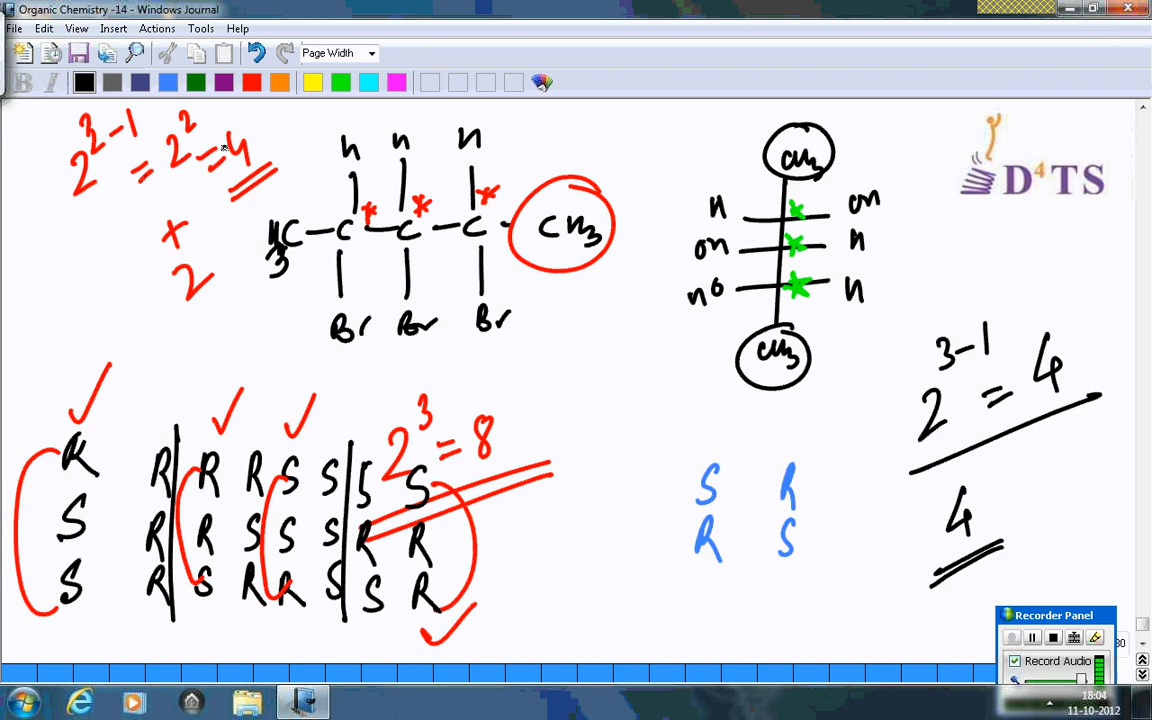 Organic Chemistry -14 - Windows Journal
File Edit View Insert Actions Tools Help
Page Width
B I
2^3-1 = 2^2 = 4
+
2
H H H
H3C - C* - C* - C* - CH3
Br Br Br
CH3
H OH
OH H
HO H
CH3
D4TS
2^3-1 = 4
4
2^3 = 8
R R R R S S S S
S R R S S S R R
S R S R R S S R
S R
R S
Recorder Panel
Record Audio
30
18:04
11-10-2012